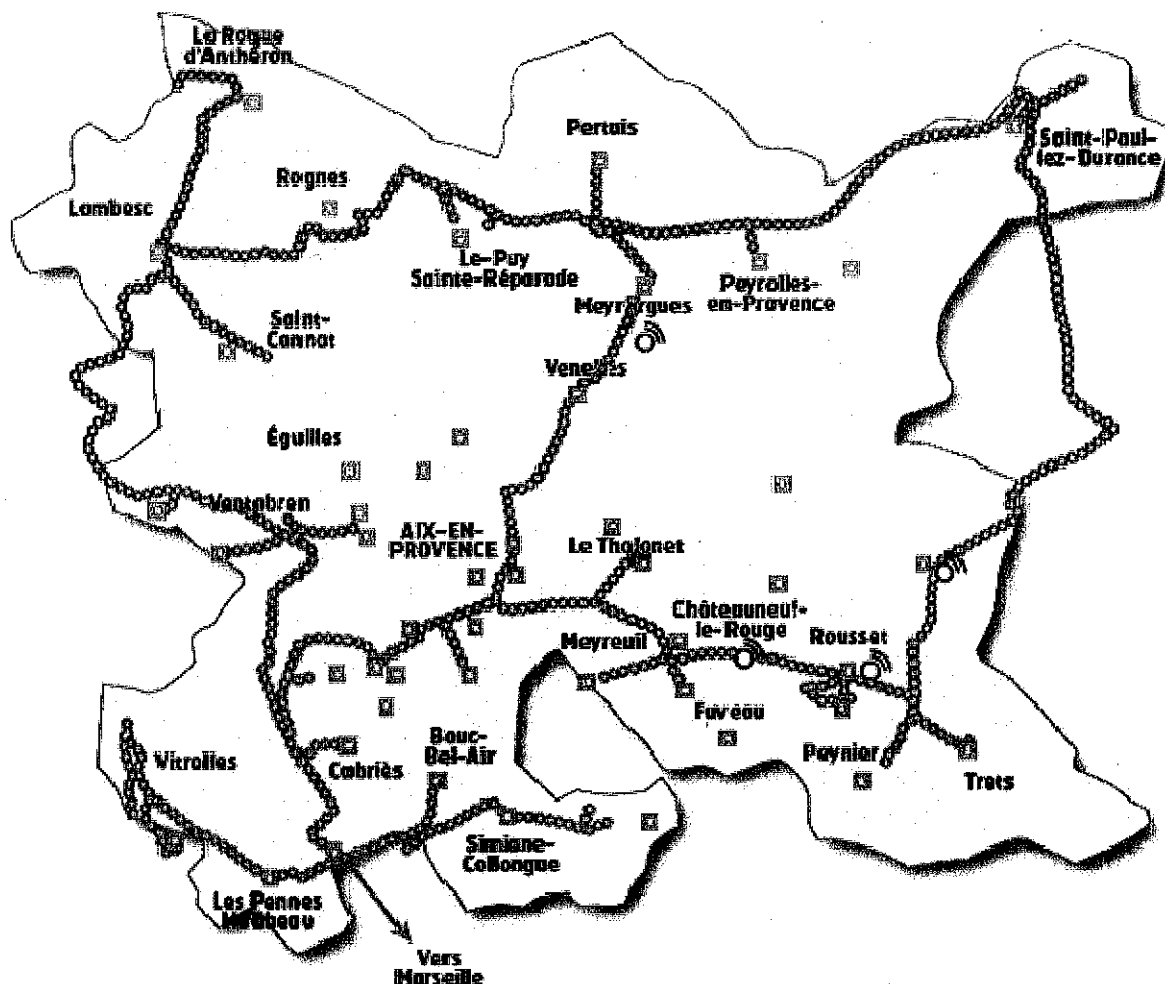 La Roque
d'Anthéron
Pertuis
Saint-Paul-
lez-Durance
Rognes
Lambesc
Le-Puy
Sainte-Réparade
Peyrolles-
en-Provence
Meyrargues
Saint-
Cannat
Venelles
Éguilles
Ventabren
AIX-EN-
PROVENCE
Le Tholonet
Châteauneuf-
le-Rouge
Meyreuil
Rousset
Fuveau
Bouc-
Bel-Air
Vitrolles
Cabriès
Peynier
Trets
Simiane-
Collongue
Les Pennes
Mirabeau
Vers
Marseille